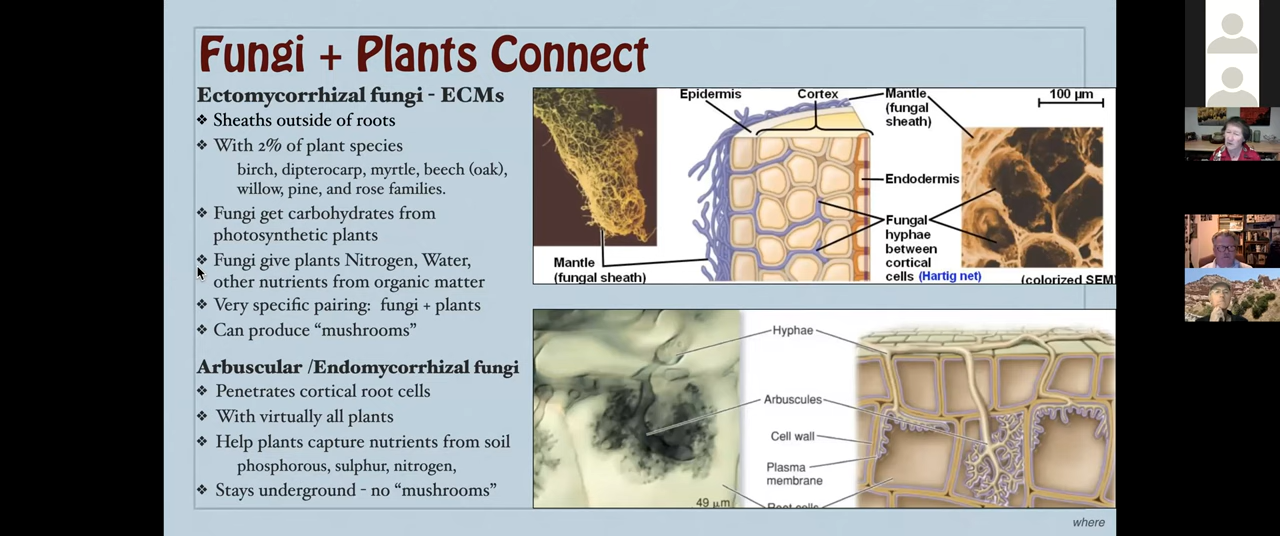 Fungi + Plants Connect
Ectomycorrhizal fungi - ECMs
❖ Sheaths outside of roots
❖ With 2% of plant species
birch, dipterocarp, myrtle, beech (oak),
willow, pine, and rose families.
❖ Fungi get carbohydrates from
photosynthetic plants
❖ Fungi give plants Nitrogen, Water,
other nutrients from organic matter
❖ Very specific pairing: fungi + plants
❖ Can produce “mushrooms”
Arbuscular /Endomycorrhizal fungi
❖ Penetrates cortical root cells
❖ With virtually all plants
❖ Help plants capture nutrients from soil
phosphorous, sulphur, nitrogen,
❖ Stays underground - no “mushrooms”
Epidermis
Cortex
Mantle
(fungal
sheath)
100 µm
Endodermis
Fungal
hyphae
between
cortical
cells (Hartig net)
Mantle
(fungal sheath)
(colorized SEM
Hyphae
Arbuscules
Cell wall
Plasma
membrane
Root cells
49 µm
where